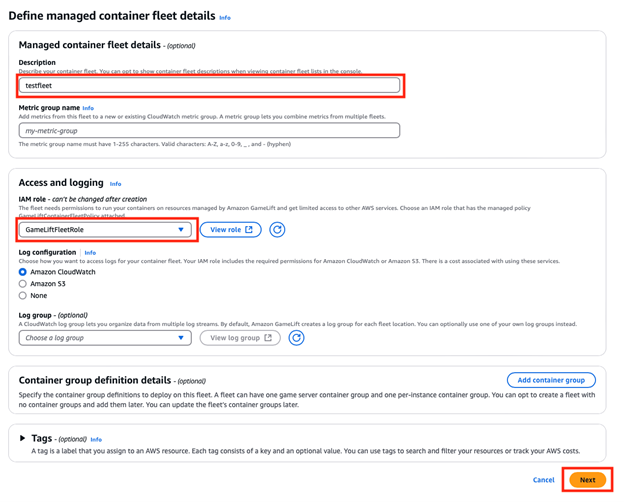 Define managed container fleet details Info
Managed container fleet details - (optional)
Description
Describe your container fleet. You can opt to show container fleet descriptions when viewing container fleet lists in the console.
testfleet
Metric group name Info
Add metrics from this fleet to a new or existing CloudWatch metric group. A metric group lets you combine metrics from multiple fleets.
my-metric-group
The metric group name must have 1-255 characters. Valid characters: A-Z, a-z, 0-9, _ , and - (hyphen)
Access and logging Info
IAM role - can't be changed after creation
The fleet needs permissions to run your containers on resources managed by Amazon GameLift and get limited access to other AWS services. Choose an IAM role that has the managed policy
GameLiftContainerFleetPolicy attached.
GameLiftFleetRole
View role
Log configuration Info
Choose how you want to access logs for your container fleet. Your IAM role includes the required permissions for Amazon CloudWatch or Amazon S3. There is a cost associated with using these services.
Amazon CloudWatch
Amazon S3
None
Log group - (optional)
A CloudWatch log group lets you organize data from multiple log streams. By default, Amazon GameLift creates a log group for each fleet location. You can optionally use one of your own log groups instead.
Choose a log group
View log group
Container group definition details - (optional)
Add container group
Specify the container group definitions to deploy on this fleet. A fleet can have one game server container group and one per-instance container group. You can opt to create a fleet with
no container groups and add them later. You can update the fleet's container groups later.
Tags - (optional) Info
A tag is a label that you assign to an AWS resource. Each tag consists of a key and an optional value. You can use tags to search and filter your resources or track your AWS costs.
Cancel
Next